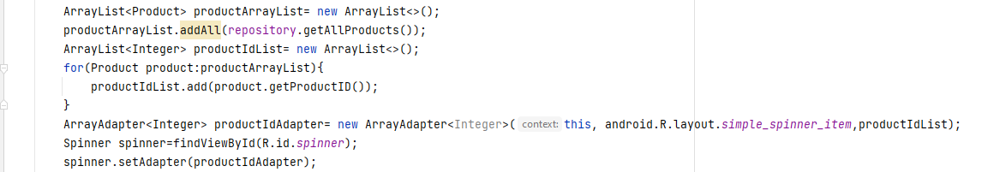 ArrayList<Product> productArrayList= new ArrayList<>();
productArrayList.addAll(repository.getAllProducts());
ArrayList<Integer> productIdList= new ArrayList<>();
for(Product product:productArrayList){
    productIdList.add(product.getProductID());
}
ArrayAdapter<Integer> productIdAdapter= new ArrayAdapter<Integer>( context: this, android.R.layout.simple_spinner_item,productIdList);
Spinner spinner=findViewById(R.id.spinner);
spinner.setAdapter(productIdAdapter);